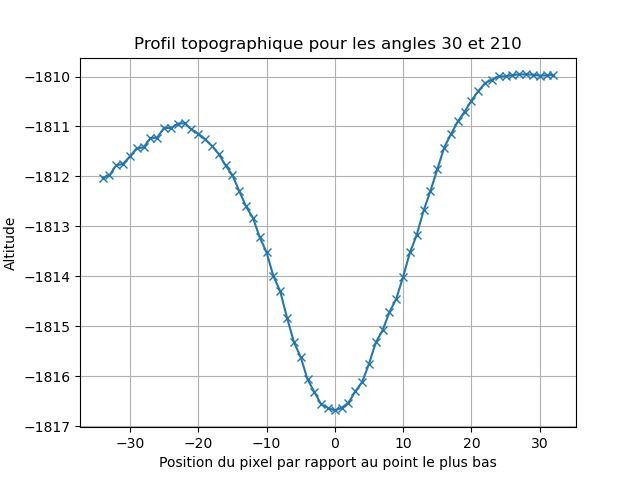 Profil topographique pour les angles 30 et 210
−1810
−1811
−1812
−1813
−1814
−1815
−1816
−1817
Altitude
−30 −20 −10 0 10 20 30
Position du pixel par rapport au point le plus bas